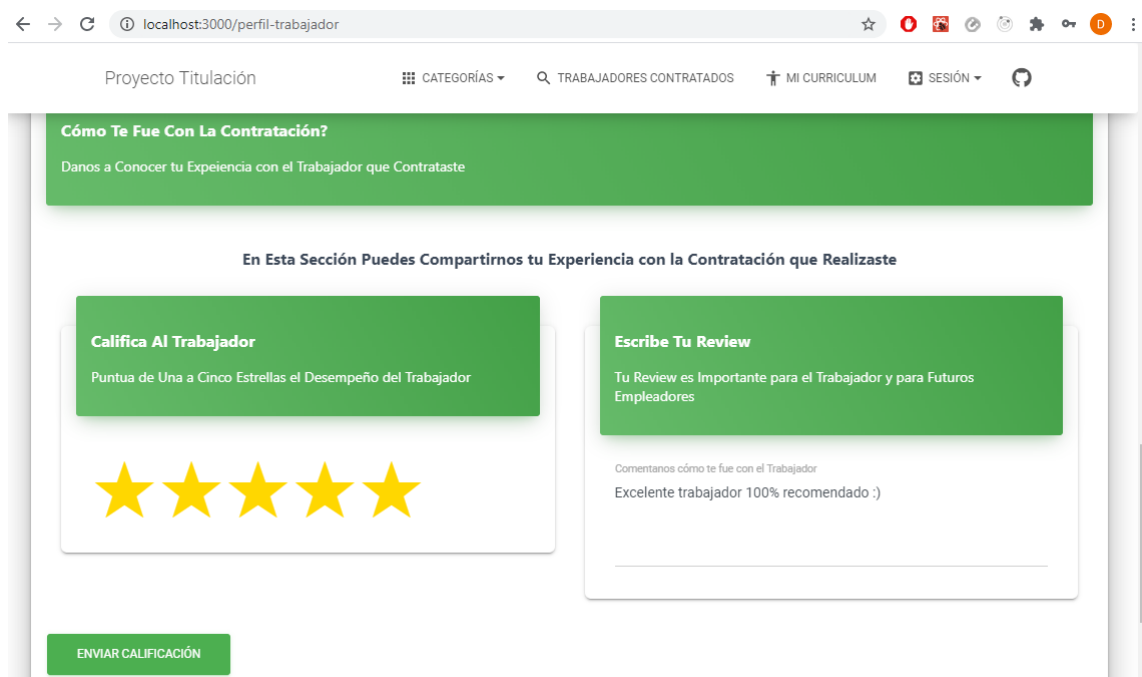 localhost:3000/perfil-trabajador
D
Proyecto Titulación
CATEGORÍAS
TRABAJADORES CONTRATADOS
MI CURRICULUM
SESIÓN
Cómo Te Fue Con La Contratación?
Danos a Conocer tu Expeiencia con el Trabajador que Contrataste
En Esta Sección Puedes Compartirnos tu Experiencia con la Contratación que Realizaste
Califica Al Trabajador
Puntua de Una a Cinco Estrellas el Desempeño del Trabajador
Escribe Tu Review
Tu Review es Importante para el Trabajador y para Futuros
Empleadores
Comentanos cómo te fue con el Trabajador
Excelente trabajador 100% recomendado :)
ENVIAR CALIFICACIÓN